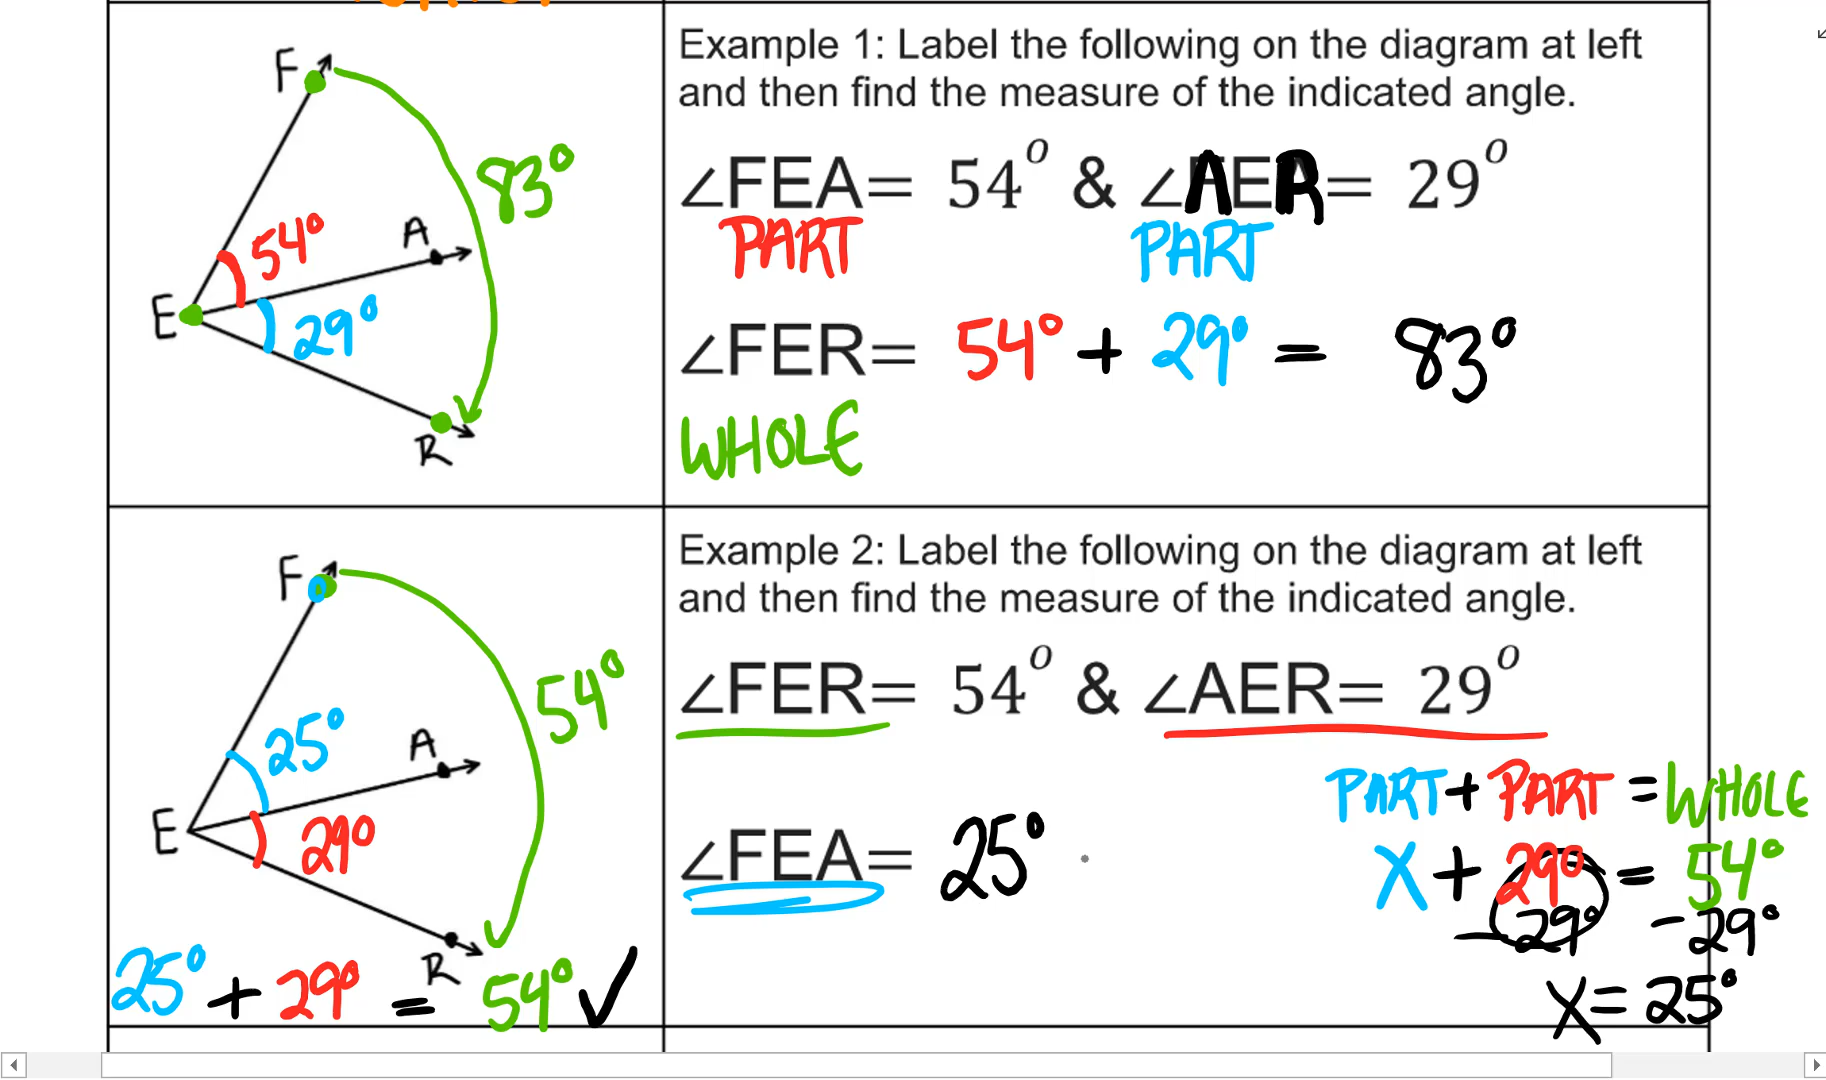 F
83°
54°
A
E
29°
R
Example 1: Label the following on the diagram at left
and then find the measure of the indicated angle.
∠FEA= 54° & ∠AER= 29°
PART PART
∠FER= 54° + 29° = 83°
WHOLE
F
54°
25°
A
E
29°
R
25° + 29° = 54° ✓
Example 2: Label the following on the diagram at left
and then find the measure of the indicated angle.
∠FER= 54° & ∠AER= 29°
∠FEA= 25°
PART + PART = WHOLE
X + 29° = 54°
- 29° - 29°
X = 25°